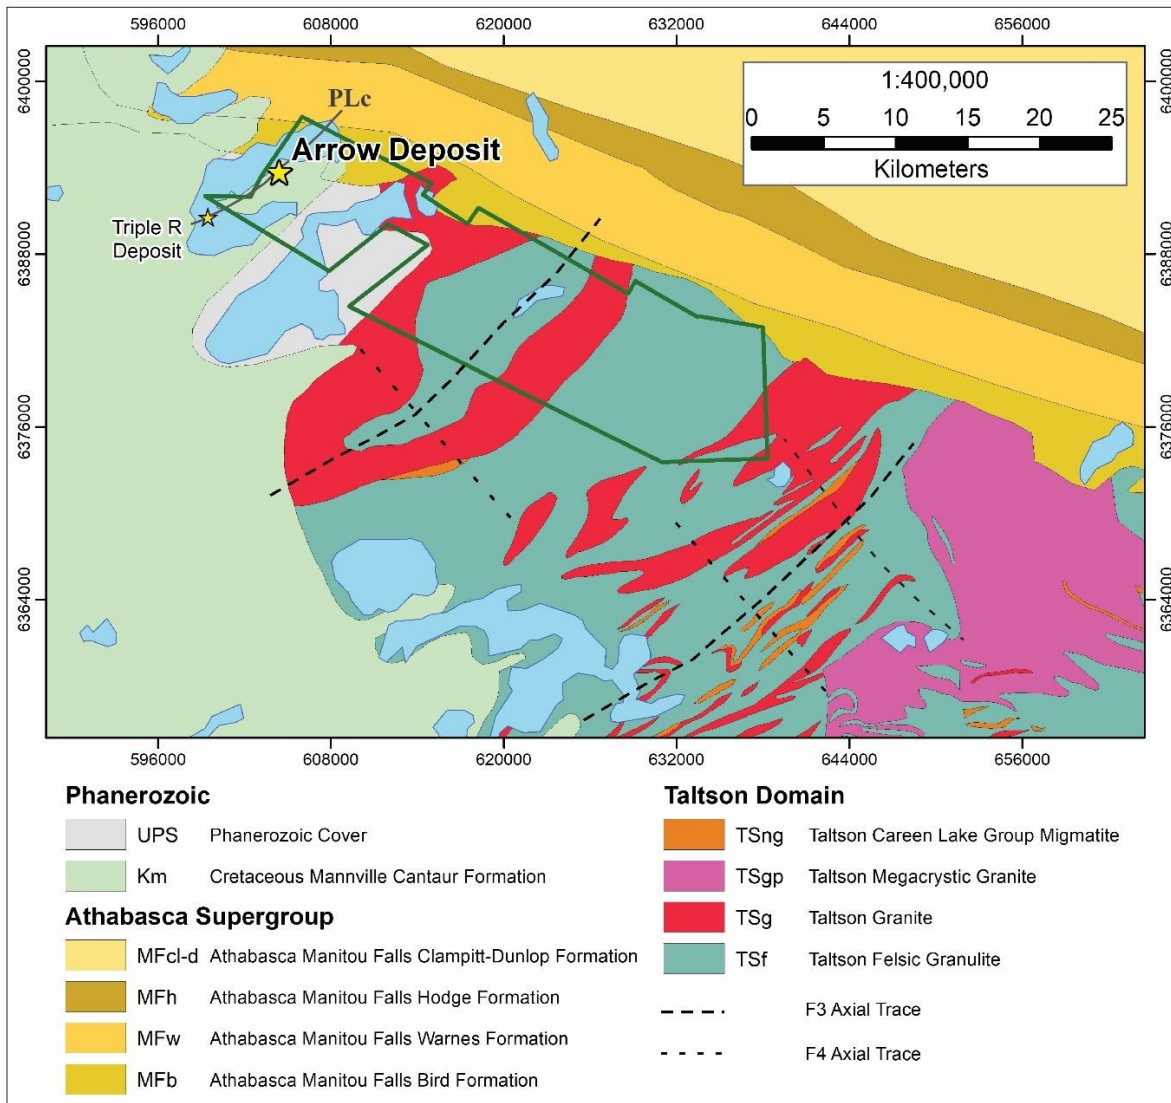 596000 608000 620000 632000 644000 656000
6400000
6400000
1:400,000
0 5 10 15 20 25
Kilometers
PLc
Arrow Deposit
Triple R
Deposit
6388000
6388000
6376000
6376000
6364000
6364000
596000 608000 620000 632000 644000 656000
Phanerozoic
UPS Phanerozoic Cover
Km Cretaceous Mannville Cantaur Formation
Athabasca Supergroup
MFcl-d Athabasca Manitou Falls Clampitt-Dunlop Formation
MFh Athabasca Manitou Falls Hodge Formation
MFw Athabasca Manitou Falls Warnes Formation
MFb Athabasca Manitou Falls Bird Formation
Taltson Domain
TSng Taltson Careen Lake Group Migmatite
TSgp Taltson Megacrystic Granite
TSg Taltson Granite
TSf Taltson Felsic Granulite
F3 Axial Trace
F4 Axial Trace